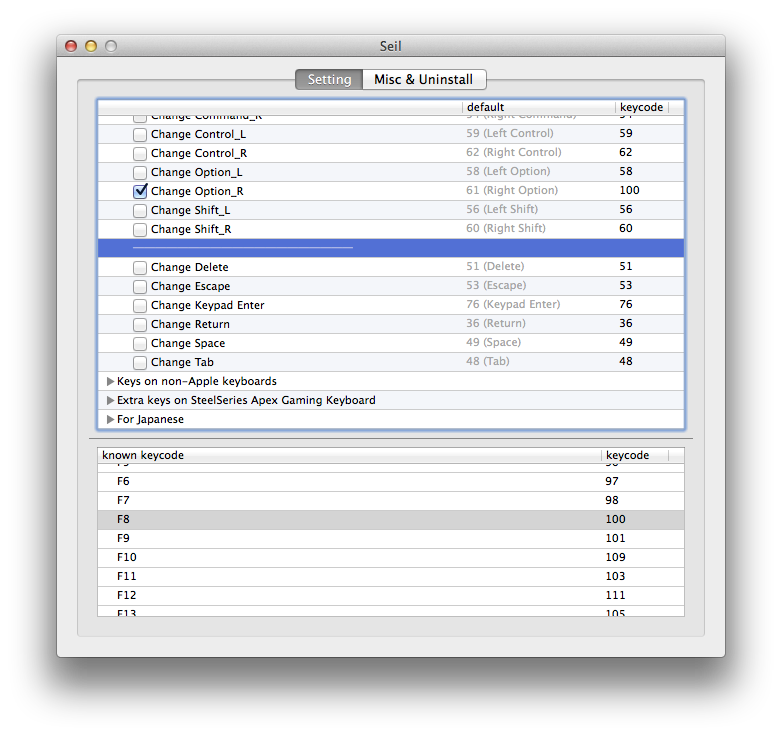 Seil
Setting Misc & Uninstall
default keycode
Change Command_R 54 (Right Command) 54
Change Control_L 59 (Left Control) 59
Change Control_R 62 (Right Control) 62
Change Option_L 58 (Left Option) 58
Change Option_R 61 (Right Option) 100
Change Shift_L 56 (Left Shift) 56
Change Shift_R 60 (Right Shift) 60
Change Delete 51 (Delete) 51
Change Escape 53 (Escape) 53
Change Keypad Enter 76 (Keypad Enter) 76
Change Return 36 (Return) 36
Change Space 49 (Space) 49
Change Tab 48 (Tab) 48
Keys on non-Apple keyboards
Extra keys on SteelSeries Apex Gaming Keyboard
For Japanese
known keycode keycode
F5 96
F6 97
F7 98
F8 100
F9 101
F10 109
F11 103
F12 111
F13 105